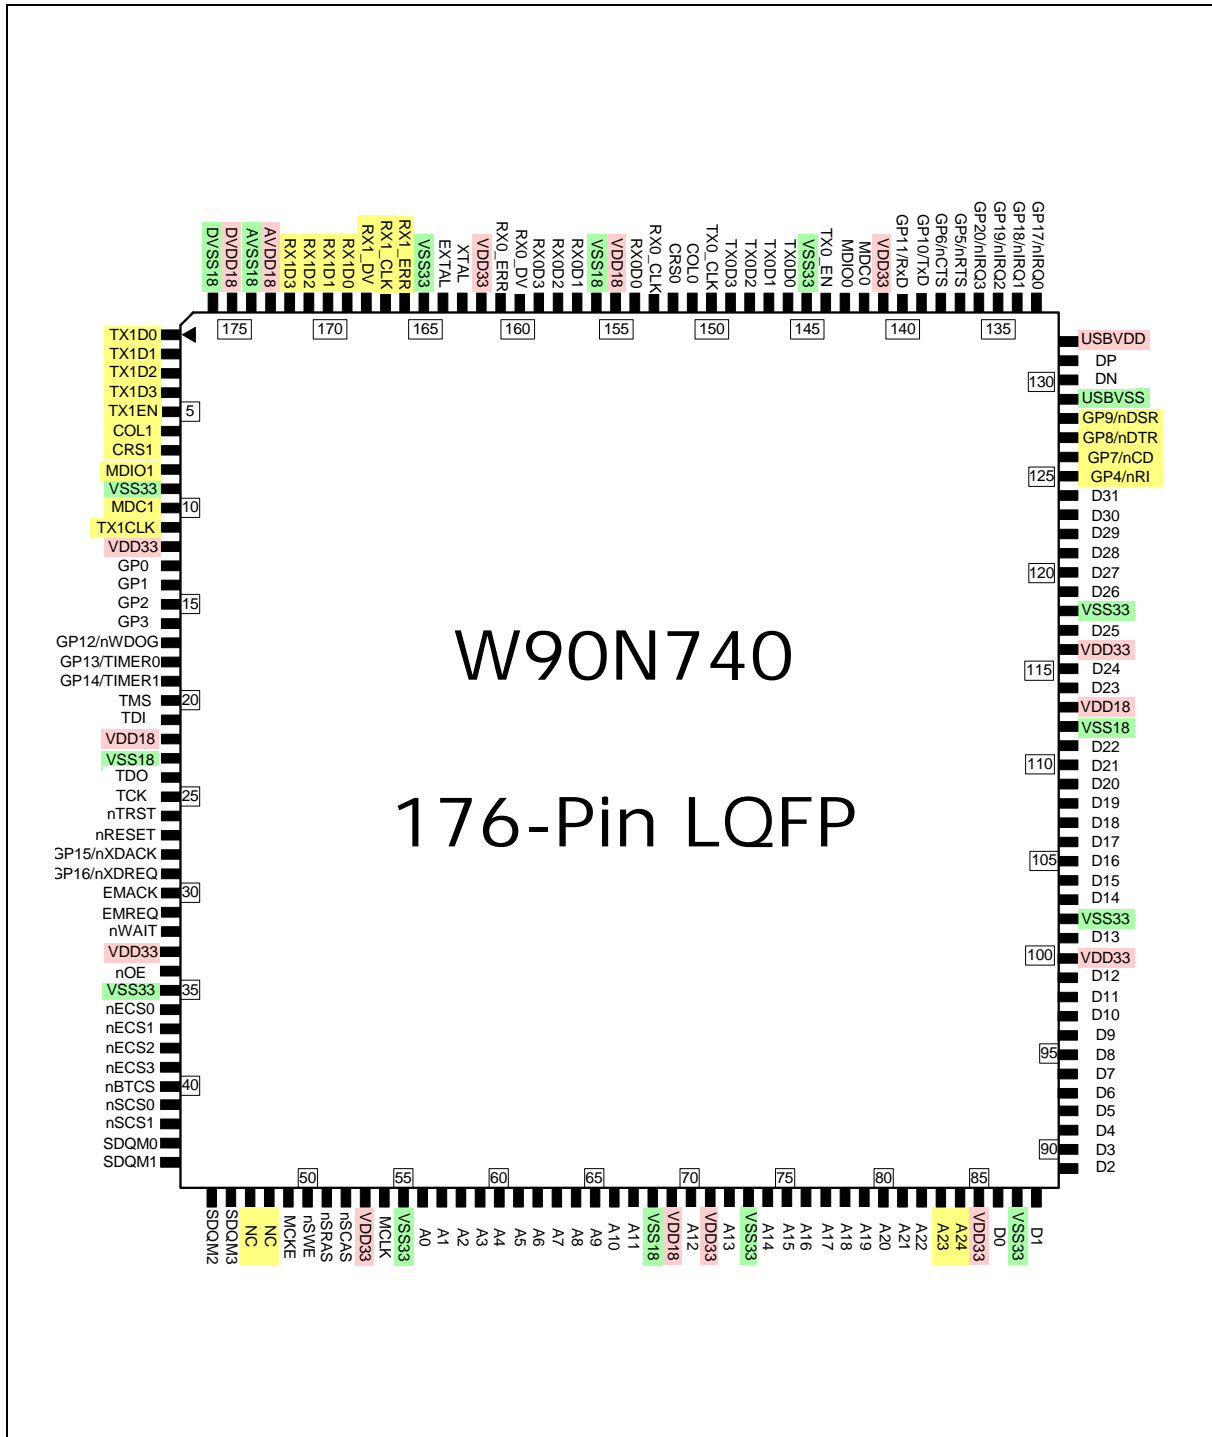 DVSS18
DVDD18
AVSS18
AVDD18
RX1D3
RX1D2
RX1D1
RX1D0
RX1_DV
RX1_CLK
RX1_ERR
VSS33
EXTAL
XTAL
VDD33
RX0_ERR
RX0_DV
RX0D3
RX0D2
RX0D1
VSS18
VDD18
RX0D0
RX0_CLK
CRS0
COL0
TX0_CLK
TX0D3
TX0D2
TX0D1
TX0D0
VSS33
TX0_EN
MDIO0
MDC0
VDD33
GP11/RxD
GP10/TxD
GP6/nCTS
GP5/nRTS
GP20/nIRQ3
GP19/nIRQ2
GP18/nIRQ1
GP17/nIRQ0
175
170
165
160
155
150
145
140
135
TX1D0
TX1D1
TX1D2
TX1D3
TX1EN
5
COL1
CRS1
MDIO1
VSS33
MDC1
10
TX1CLK
VDD33
GP0
GP1
GP2
15
GP3
GP12/nWDOG
GP13/TIMER0
GP14/TIMER1
TMS
20
TDI
VDD18
VSS18
TDO
TCK
25
nTRST
nRESET
GP15/nXDACK
GP16/nXDREQ
EMACK
30
EMREQ
nWAIT
VDD33
nOE
VSS33
35
nECS0
nECS1
nECS2
nECS3
nBTCS
40
nSCS0
nSCS1
SDQM0
SDQM1
W90N740
176-Pin LQFP
USBVDD
DP
DN
130
USBVSS
GP9/nDSR
GP8/nDTR
GP7/nCD
GP4/nRI
125
D31
D30
D29
D28
D27
120
D26
VSS33
D25
VDD33
D24
115
D23
VDD18
VSS18
D22
D21
110
D20
D19
D18
D17
D16
105
D15
D14
VSS33
D13
VDD33
100
D12
D11
D10
D9
D8
95
D7
D6
D5
D4
D3
90
D2
50
55
60
65
70
75
80
85
SDQM2
SDQM3
NC
NC
MCKE
nSWE
nSRAS
nSCAS
VDD33
MCLK
VSS33
A0
A1
A2
A3
A4
A5
A6
A7
A8
A9
A10
A11
VSS18
VDD18
A12
VDD33
A13
VSS33
A14
A15
A16
A17
A18
A19
A20
A21
A22
A23
A24
VDD33
D0
VSS33
D1